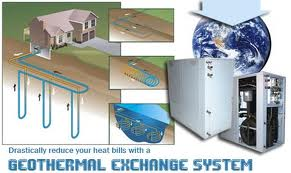 Drastically reduce your heat bills with a
GEOTHERMAL EXCHANGE SYSTEM